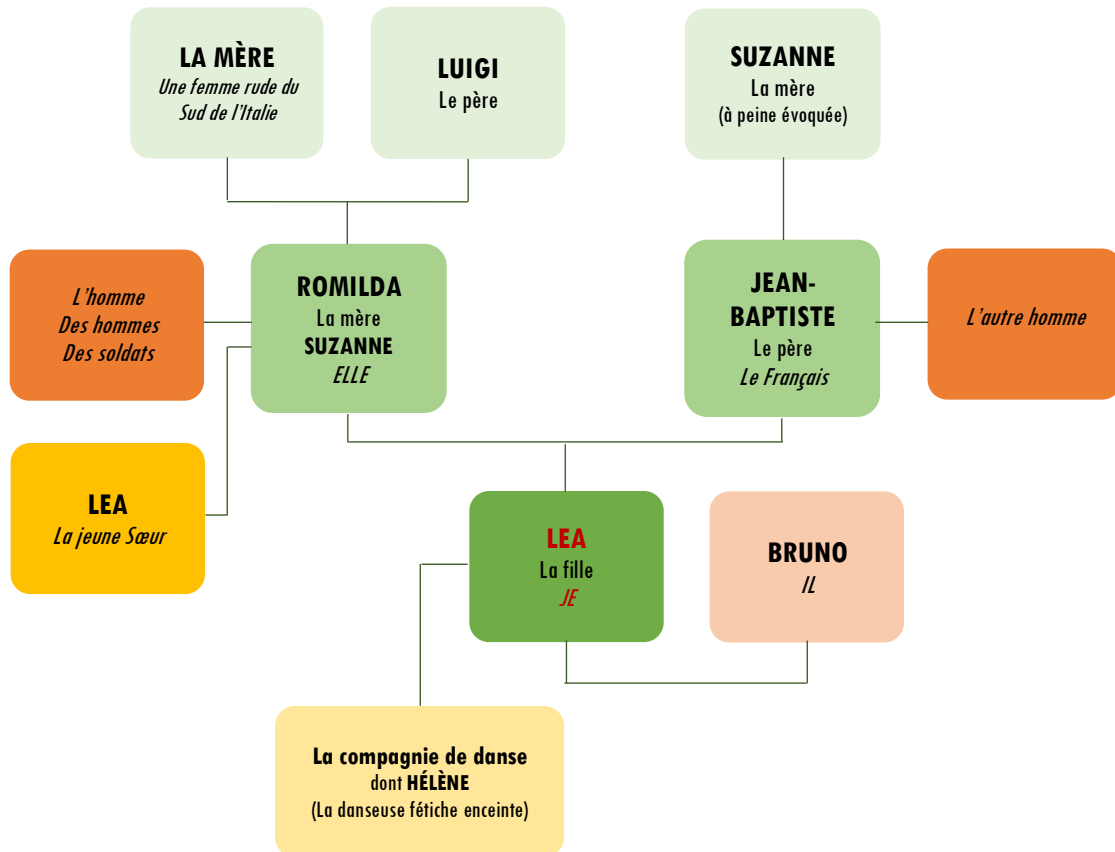 LA MÈRE
Une femme rude du
Sud de l'Italie
LUIGI
Le père
SUZANNE
La mère
(à peine évoquée)
L'homme
Des hommes
Des soldats
ROMILDA
La mère
SUZANNE
ELLE
JEAN-
BAPTISTE
Le père
Le Français
L'autre homme
LEA
La jeune Sœur
LEA
La fille
JE
BRUNO
IL
La compagnie de danse
dont HÉLÈNE
(La danseuse fétiche enceinte)